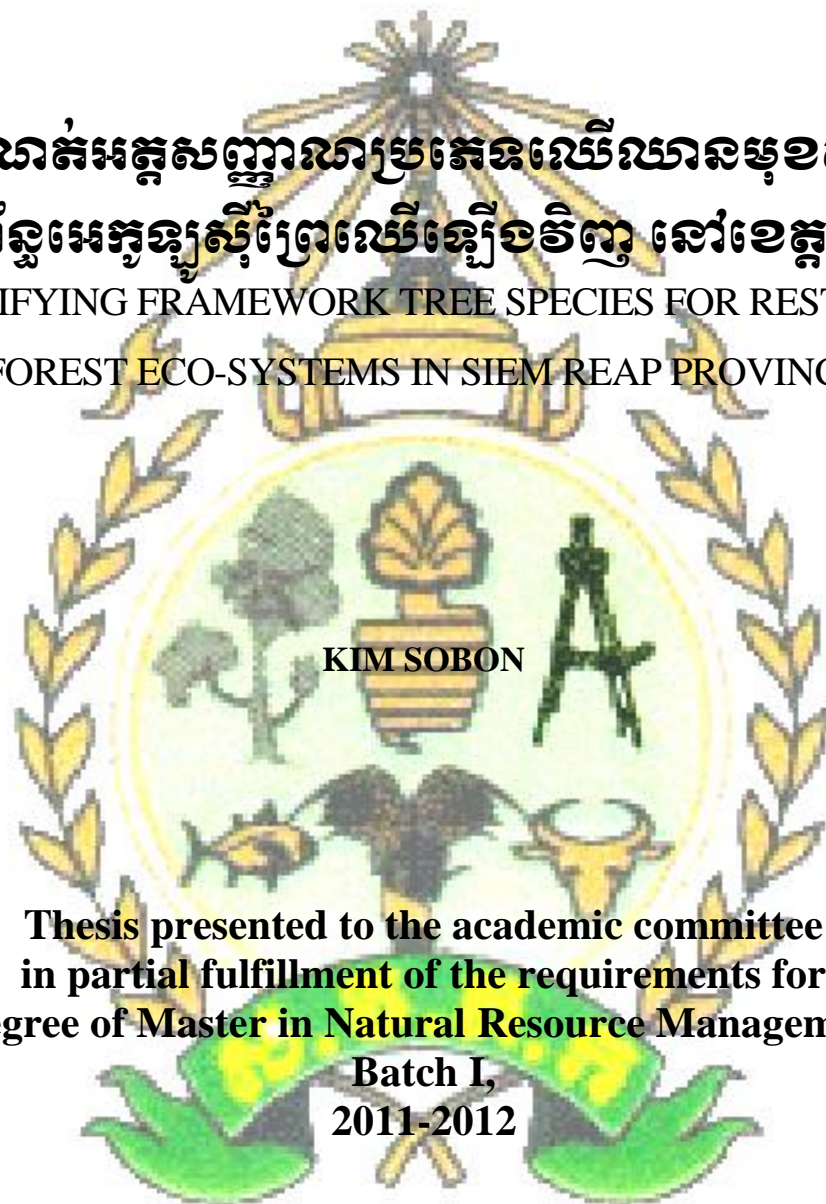 ណត់អត្តសញ្ញាណប្រភេទឈើឈានមុខ
ន្ធអេកូឡូស៊ីព្រៃឈើឡើងវិញ នៅខេត្ត
IFYING FRAMEWORK TREE SPECIES FOR REST
FOREST ECO-SYSTEMS IN SIEM REAP PROVINC
KIM SOBON
Thesis presented to the academic committee
in partial fulfillment of the requirements for
egree of Master in Natural Resource Managem
Batch I,
2011-2012